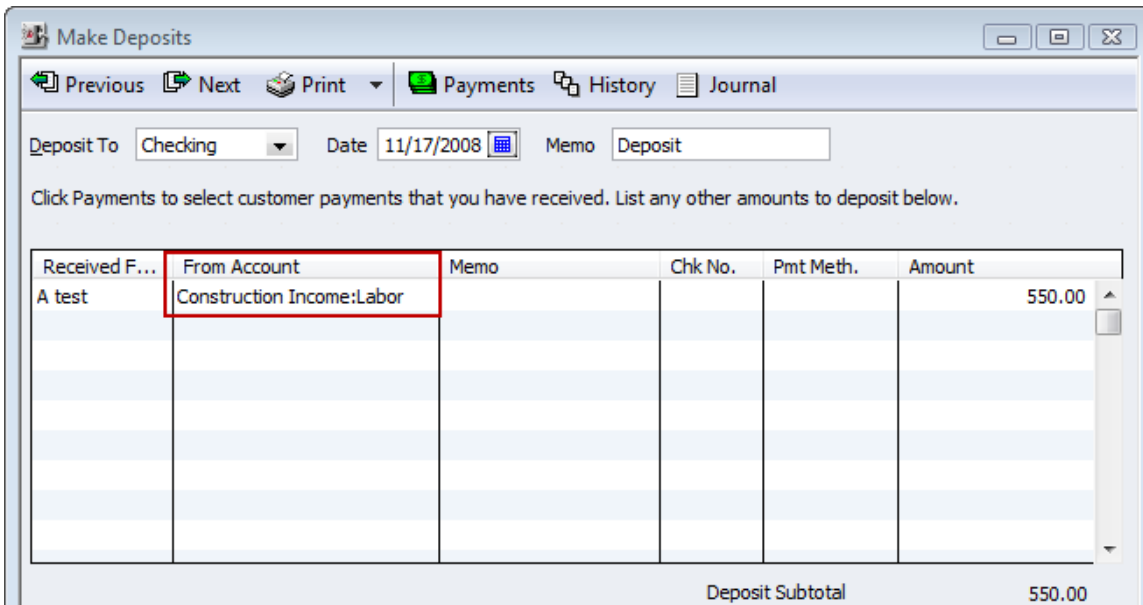 Make Deposits
Previous Next Print Payments History Journal
Deposit To Checking Date 11/17/2008 Memo Deposit
Click Payments to select customer payments that you have received. List any other amounts to deposit below.
Received F... From Account Memo Chk No. Pmt Meth. Amount
A test Construction Income:Labor 550.00
Deposit Subtotal 550.00